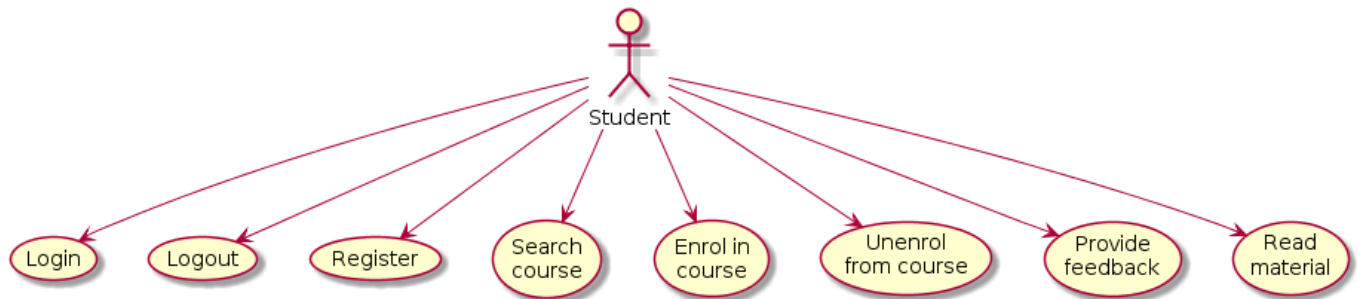 Student
Login
Logout
Register
Search
course
Enrol in
course
Unenrol
from course
Provide
feedback
Read
material